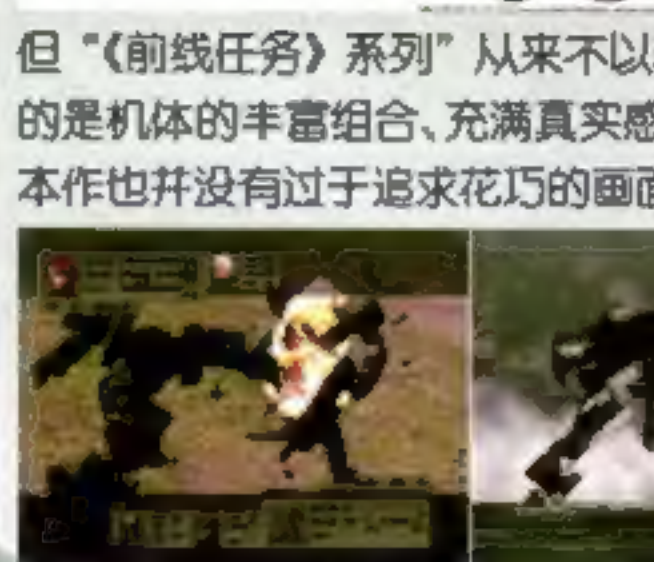 但“《前线任务》系列”从来不以
的是机体的丰富组合、充满真实感
本作也并没有过于追求花巧的画面